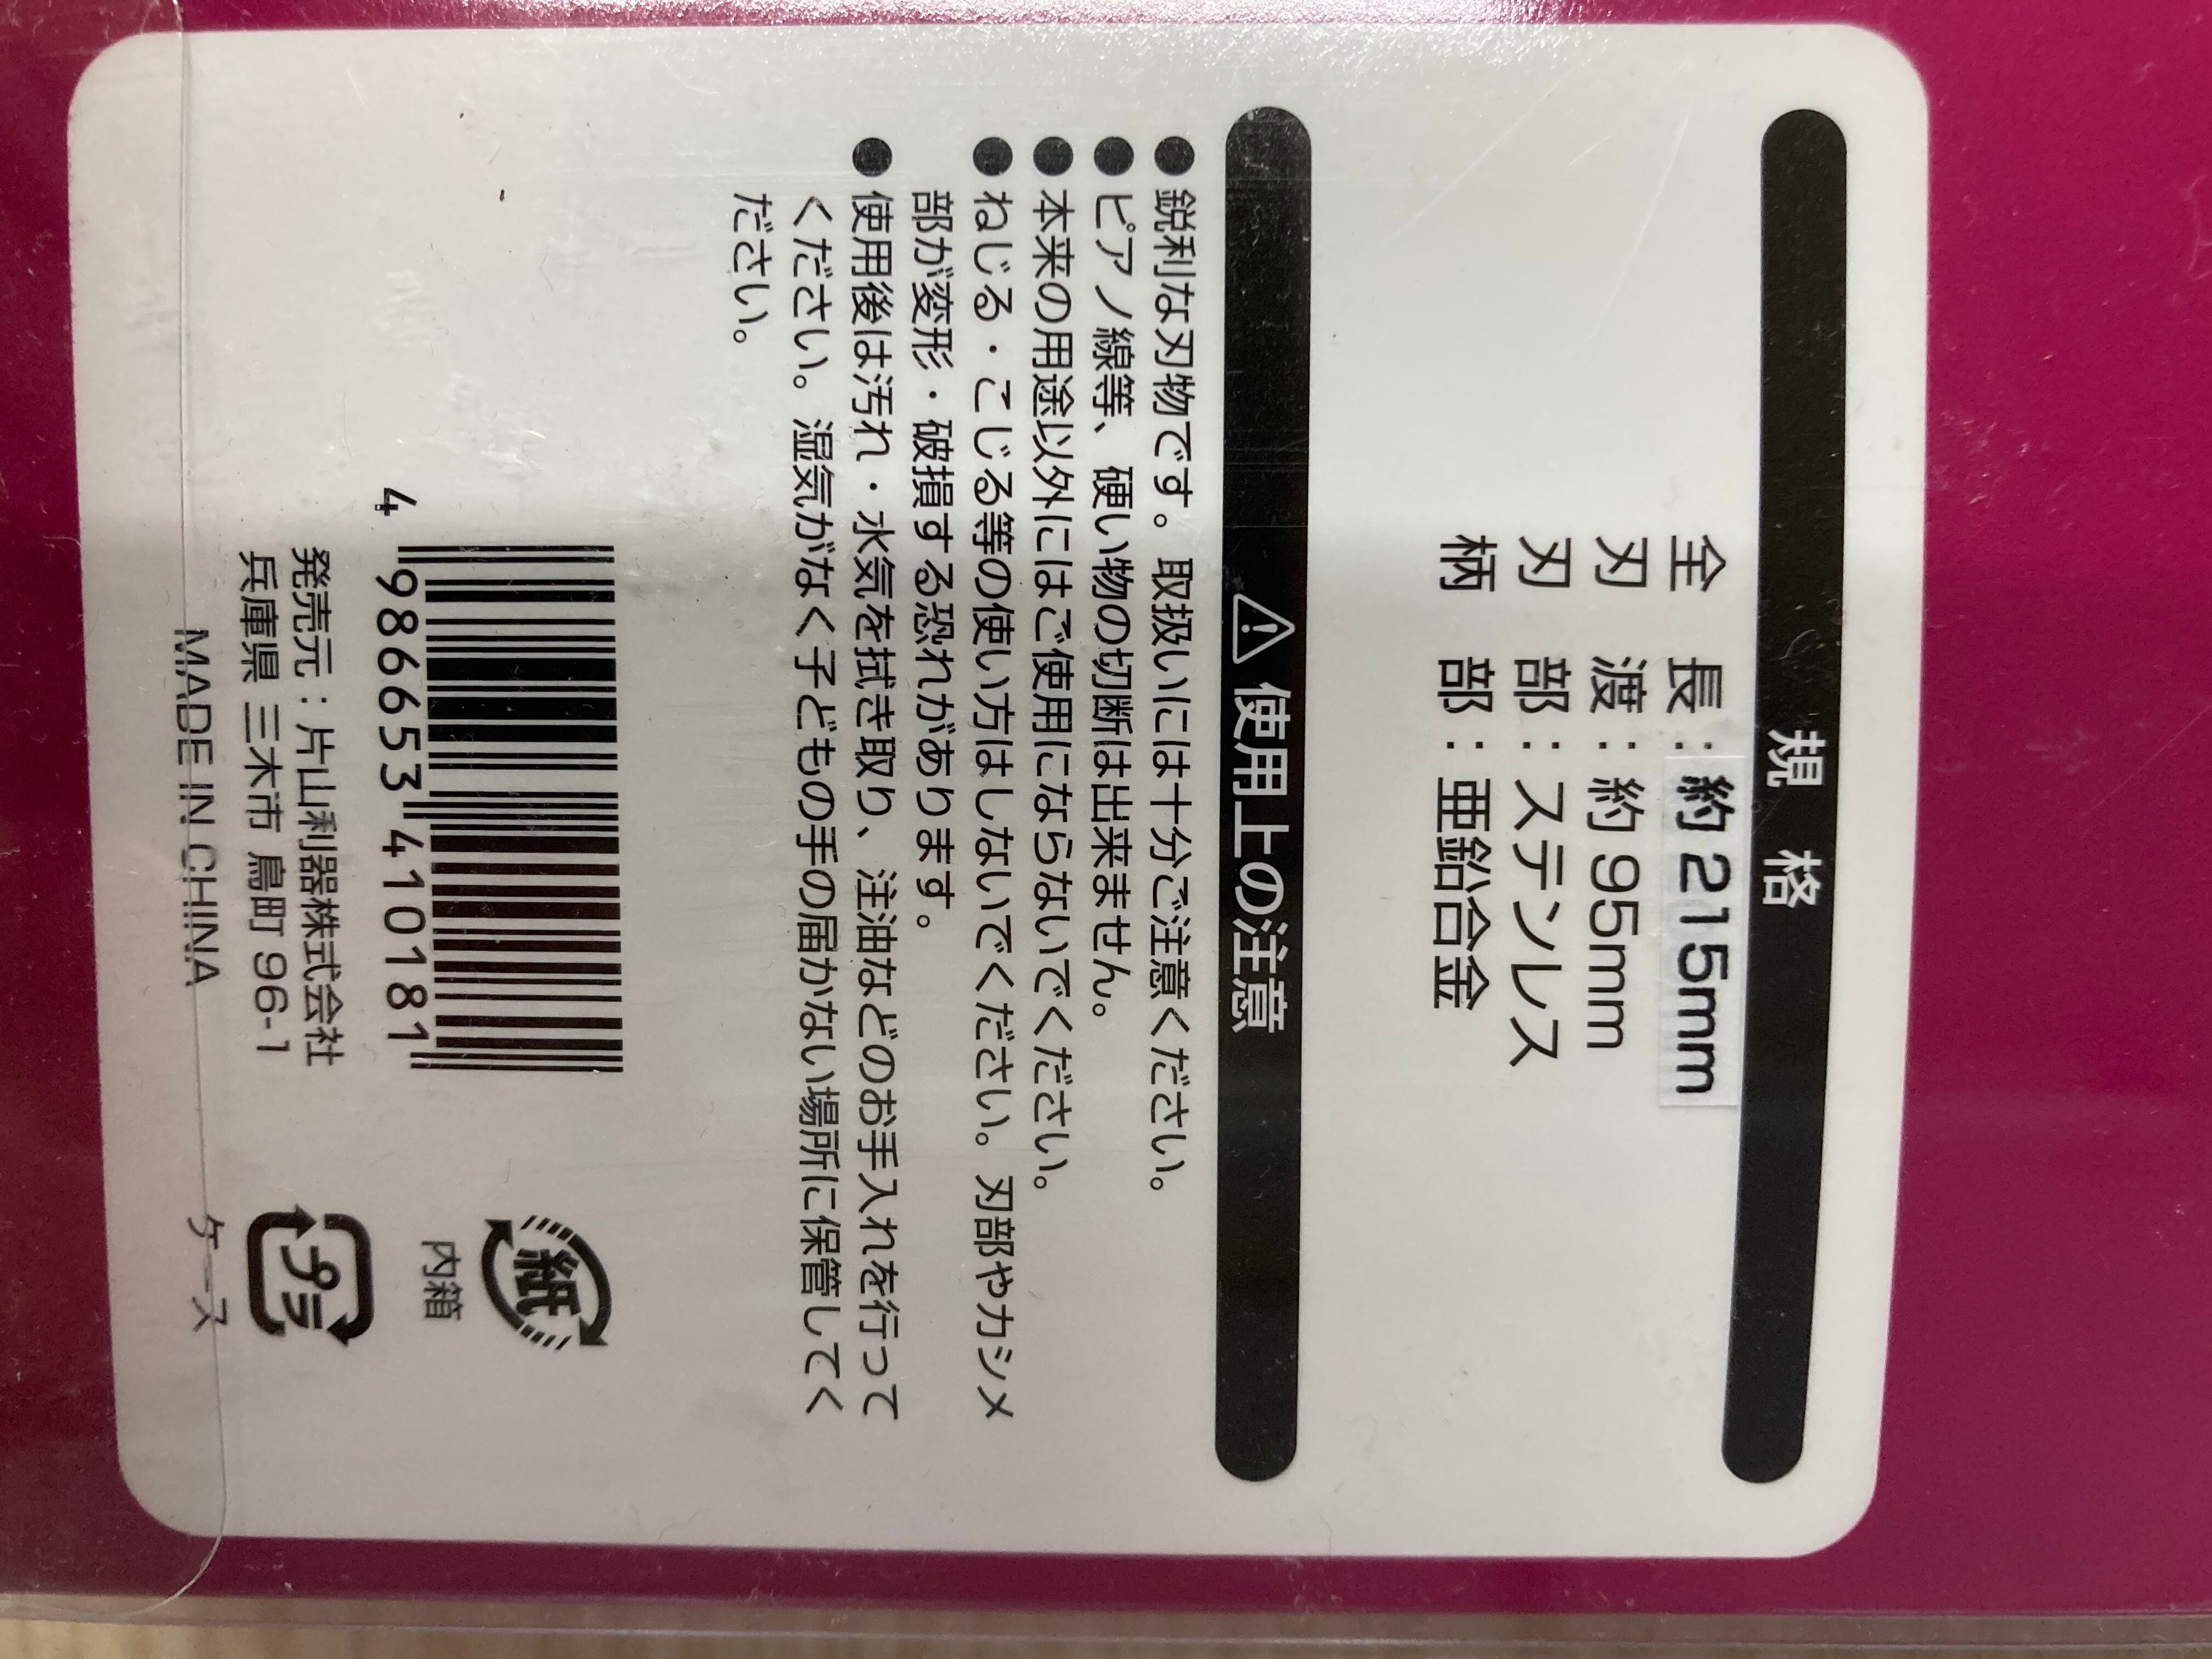 規格
全長：約215mm
刃渡：約95mm
刃部：ステンレス
柄部：亜鉛合金
⚠ 使用上の注意
●鋭利な刃物です。取扱いには十分ご注意ください。
●ピアノ線等、硬い物の切断は出来ません。
●本来の用途以外にはご使用にならないでください。
●ねじる・こじる等の使い方はしないでください。刃部やカシメ
部が変形・破損する恐れがあります。
●使用後は汚れ・水気を拭き取り、注油などのお手入れを行って
ください。湿気がなく子どもの手の届かない場所に保管してく
ださい。
4 986653 410181
発売元：片山利器株式会社
兵庫県 三木市 鳥町 96-1
MADE IN CHINA
紙
内箱
プラ
ケース